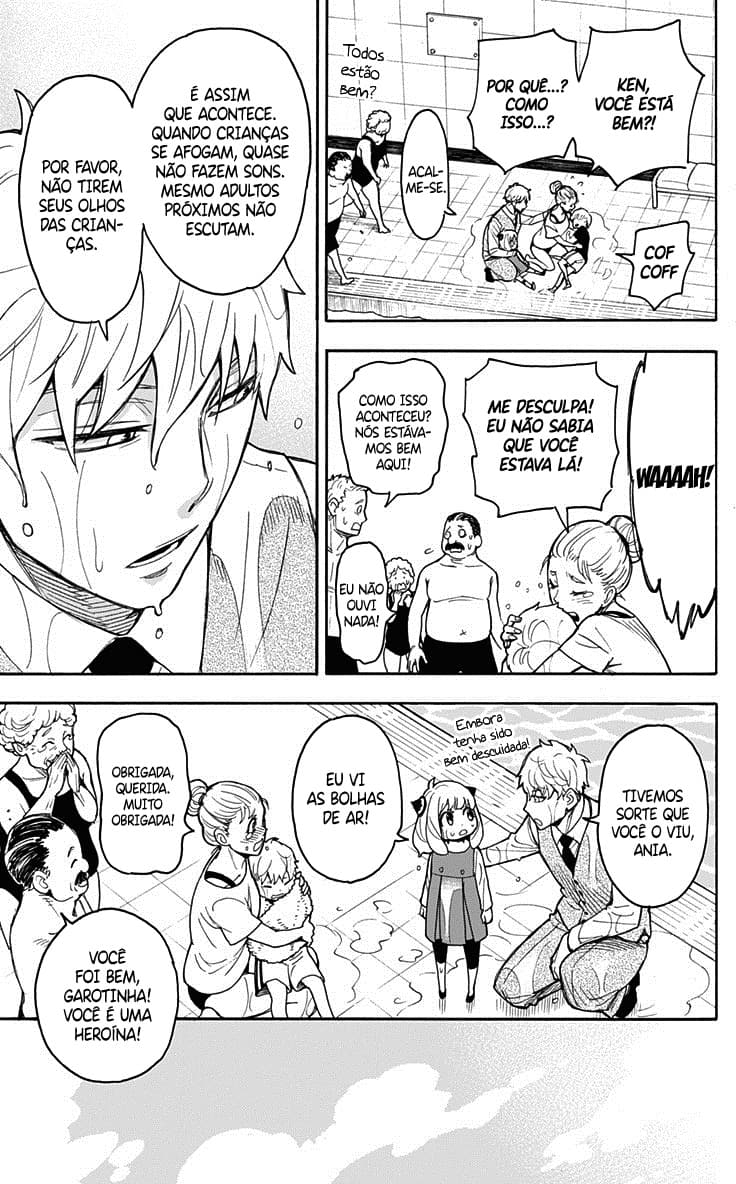 KEN,
VOCÊ ESTÁ
BEM?!
POR QUÊ...?
COMO
ISSO...?
Todos
estão
bem?
ACAL-
ME-SE.
COF
COFF
WAAAAH!
ME DESCULPA!
EU NÃO SABIA
QUE VOCÊ
ESTAVA LÁ!
COMO ISSO
ACONTECEU?
NÓS ESTÁVA-
MOS BEM
AQUI!
EU NÃO
OUVI
NADA!
É ASSIM
QUE ACONTECE.
QUANDO CRIANÇAS
SE AFOGAM, QUASE
NÃO FAZEM SONS.
MESMO ADULTOS
PRÓXIMOS NÃO
ESCUTAM.
POR FAVOR,
NÃO TIREM
SEUS OLHOS
DAS CRIAN-
ÇAS.
TIVEMOS
SORTE QUE
VOCÊ O VIU,
ANIA.
Embora
tenha sido
bem descuidada!
EU VI
AS BOLHAS
DE AR!
OBRIGADA,
QUERIDA.
MUITO
OBRIGADA!
VOCÊ
FOI BEM,
GAROTINHA!
VOCÊ É UMA
HEROÍNA!